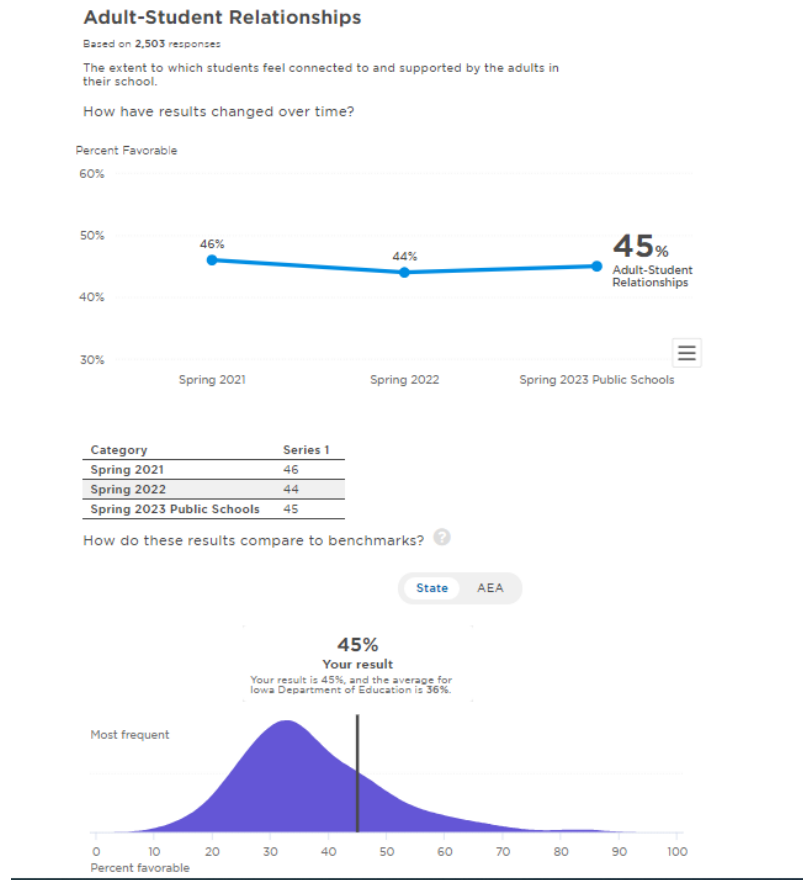 Adult-Student Relationships
Based on 2,503 responses
The extent to which students feel connected to and supported by the adults in
their school.
How have results changed over time?
Percent Favorable
60%
50%
46%
44%
45%
Adult-Student
Relationships
40%
30%
Spring 2021 Spring 2022 Spring 2023 Public Schools
Category Series 1
Spring 2021 46
Spring 2022 44
Spring 2023 Public Schools 45
How do these results compare to benchmarks? ?
State AEA
45%
Your result
Your result is 45%, and the average for
Iowa Department of Education is 36%.
Most frequent
0 10 20 30 40 50 60 70 80 90 100
Percent favorable